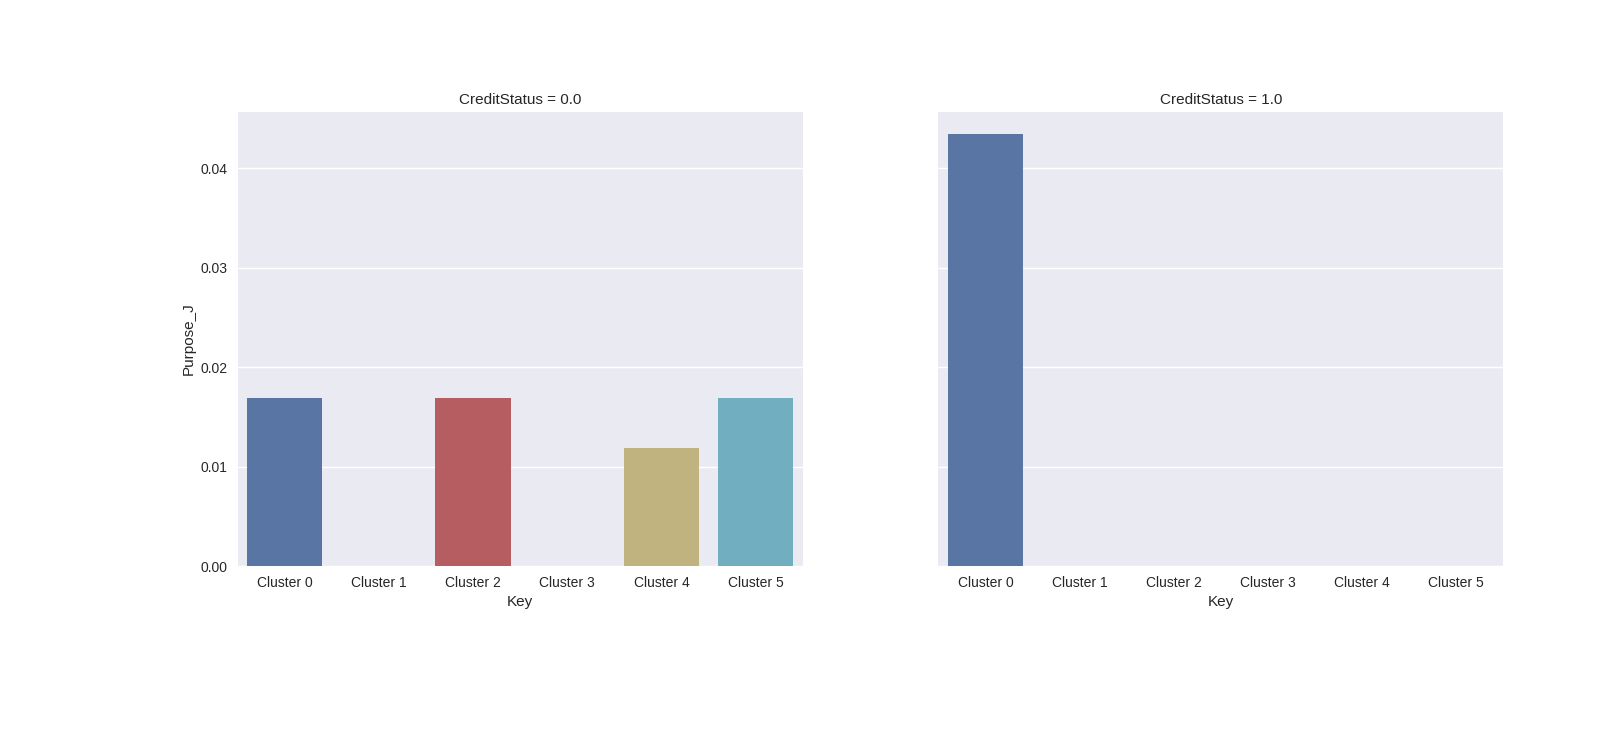 CreditStatus = 0.0
CreditStatus = 1.0
0.04
0.03
0.02
0.01
0.00
Purpose_J
Cluster 0 Cluster 1 Cluster 2 Cluster 3 Cluster 4 Cluster 5
Key
Cluster 0 Cluster 1 Cluster 2 Cluster 3 Cluster 4 Cluster 5
Key